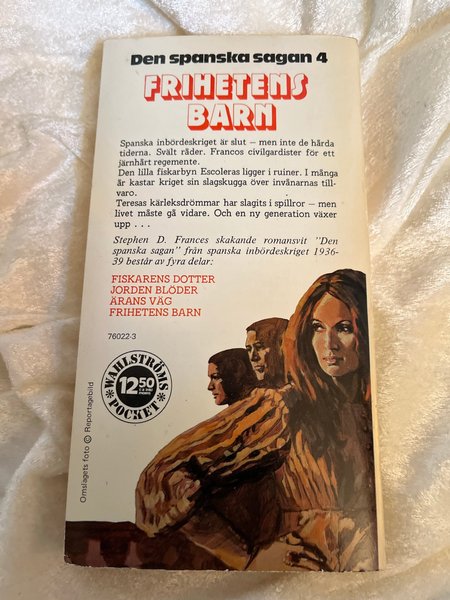 Den spanska sagan 4
FRIHETENS
BARN
Spanska inbördeskriget är slut – men inte de hårda
tiderna. Svält råder. Francos civilgardister för ett
järnhårt regemente.
Den lilla fiskarbyn Escoleras ligger i ruiner. I många
år kastar kriget sin slagskugga över invånarnas till-
varo.
Teresas kärleksdrömmar har slagits i spillror – men
livet måste gå vidare. Och en ny generation växer
upp . . .
Stephen D. Frances skakande romansvit "Den
spanska sagan" från spanska inbördeskriget 1936-
39 består av fyra delar:
FISKARENS DOTTER
JORDEN BLÖDER
ÄRANS VÄG
FRIHETENS BARN
76022-3
WAHLSTRÖMS
12.50
POCKET
Omslagets foto © Reportagebild